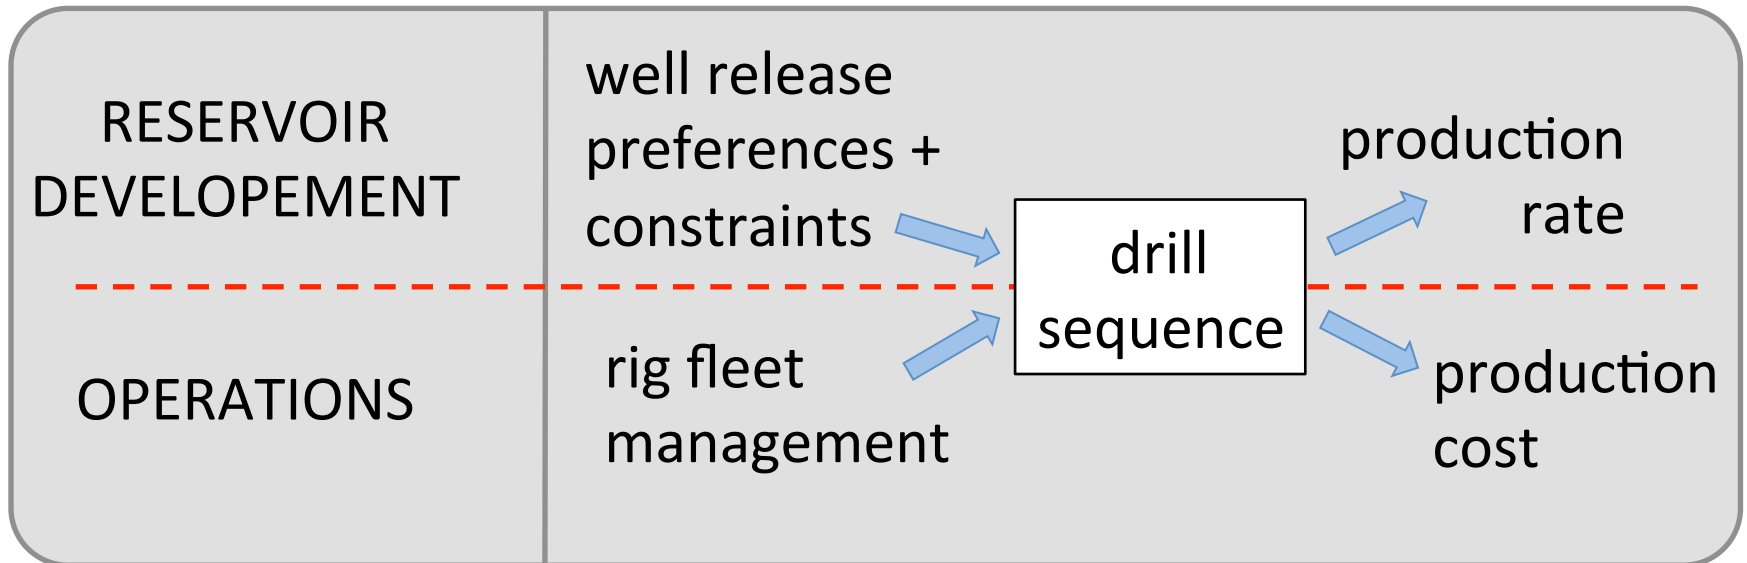 RESERVOIR
DEVELOPEMENT
well release
preferences +
constraints
drill
sequence
production
rate
OPERATIONS
rig fleet
management
production
cost